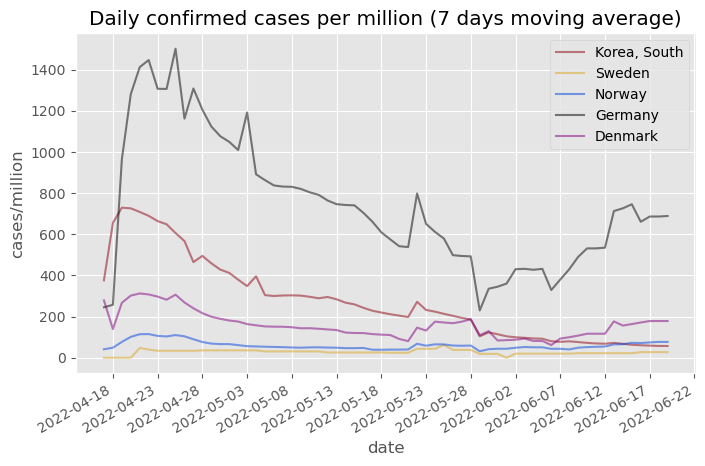 Daily confirmed cases per million (7 days moving average)
Korea, South
Sweden
Norway
Germany
Denmark
cases/million
1400
1200
1000
800
600
400
200
0
2022-04-18
2022-04-23
2022-04-28
2022-05-03
2022-05-08
2022-05-13
2022-05-18
2022-05-23
2022-05-28
2022-06-02
2022-06-07
2022-06-12
2022-06-17
2022-06-22
date